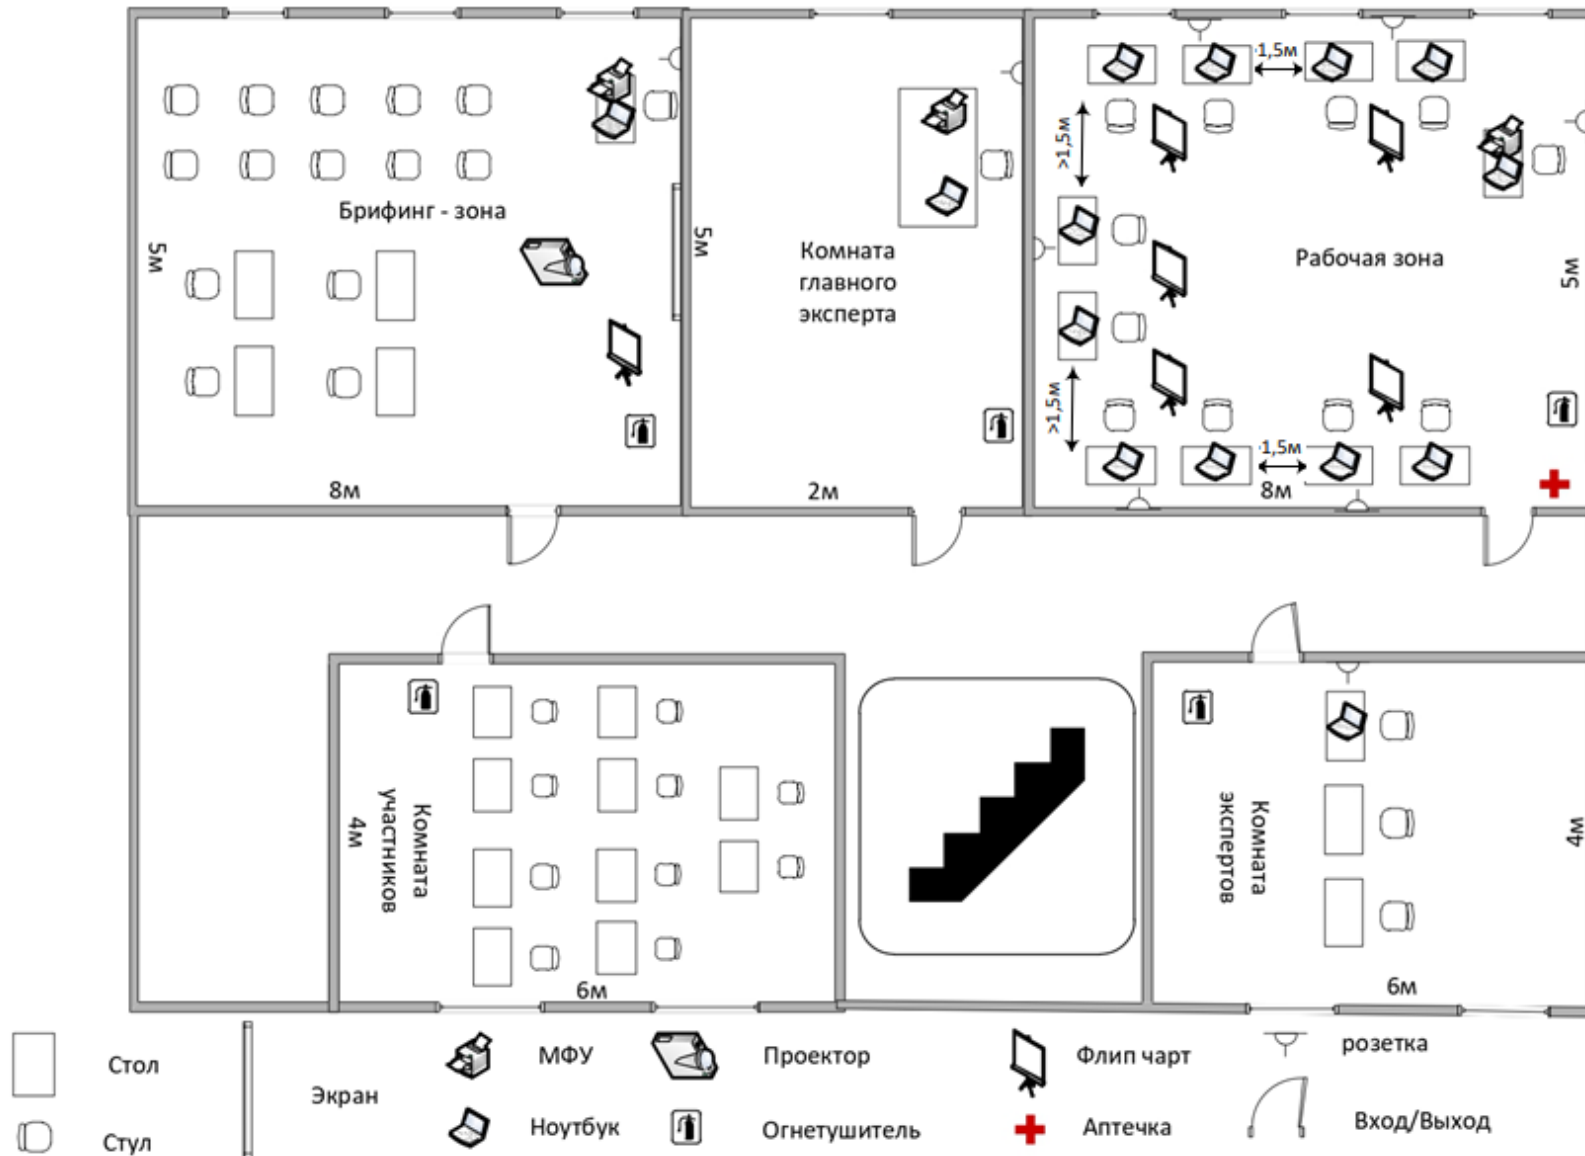 1,5м
>1,5м
Брифинг - зона
5м
5м
Комната
главного
эксперта
Рабочая зона
5м
>1,5м
1,5м
8м
2м
8м
Комната
участников
4м
6м
Комната
экспертов
4м
6м
Стол
Стул
Экран
МФУ
Ноутбук
Проектор
Огнетушитель
Флип чарт
Аптечка
розетка
Вход/Выход